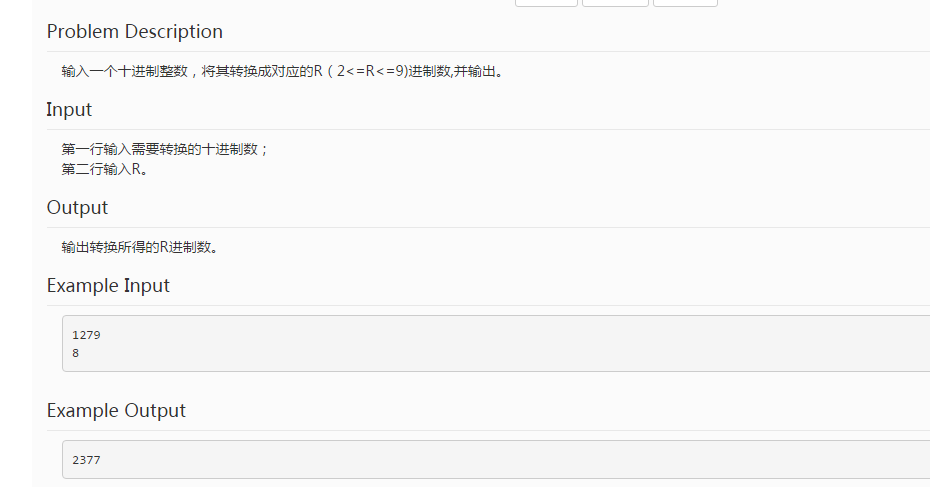 Problem Description
输入一个十进制整数，将其转换成对应的R（2<=R<=9)进制数,并输出。
Input
第一行输入需要转换的十进制数；
第二行输入R。
Output
输出转换所得的R进制数。
Example Input
1279
8
Example Output
2377